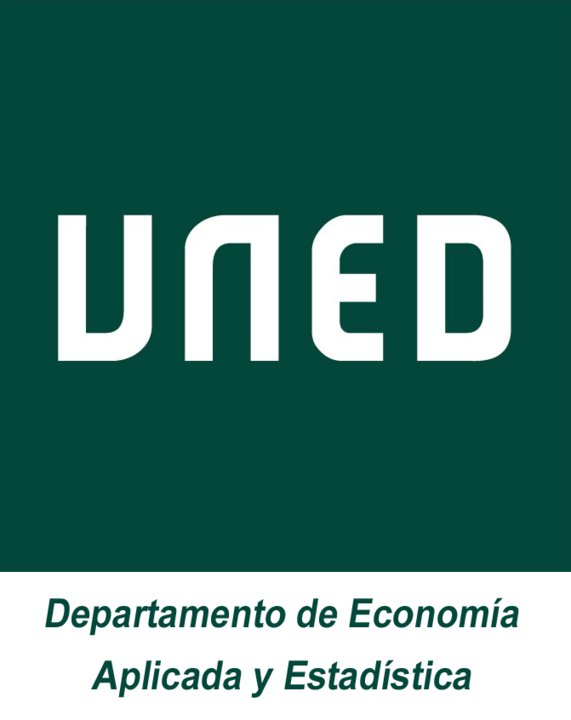 UNED
Departamento de Economía
Aplicada y Estadística